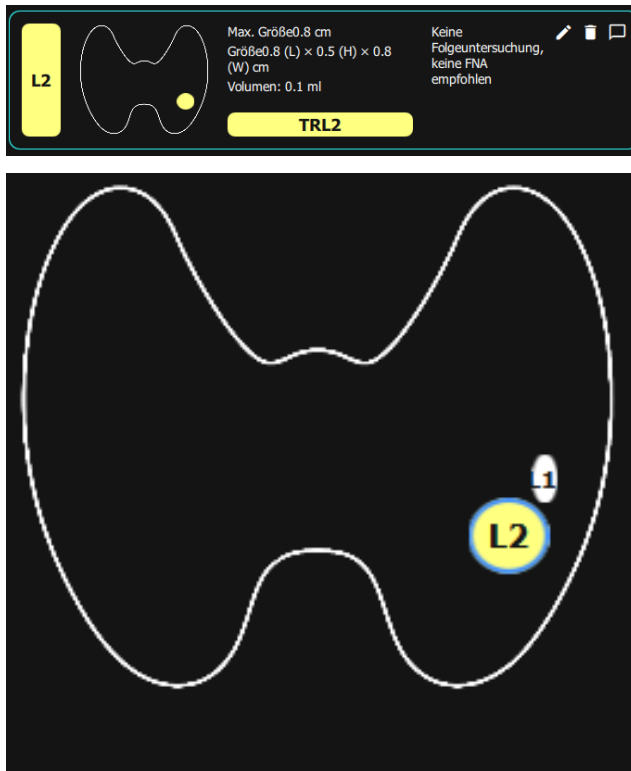 L2
Max. Größe0.8 cm
Größe0.8 (L) × 0.5 (H) × 0.8
(W) cm
Volumen: 0.1 ml
TRL2
Keine
Folgeuntersuchung,
keine FNA
empfohlen
L1
L2